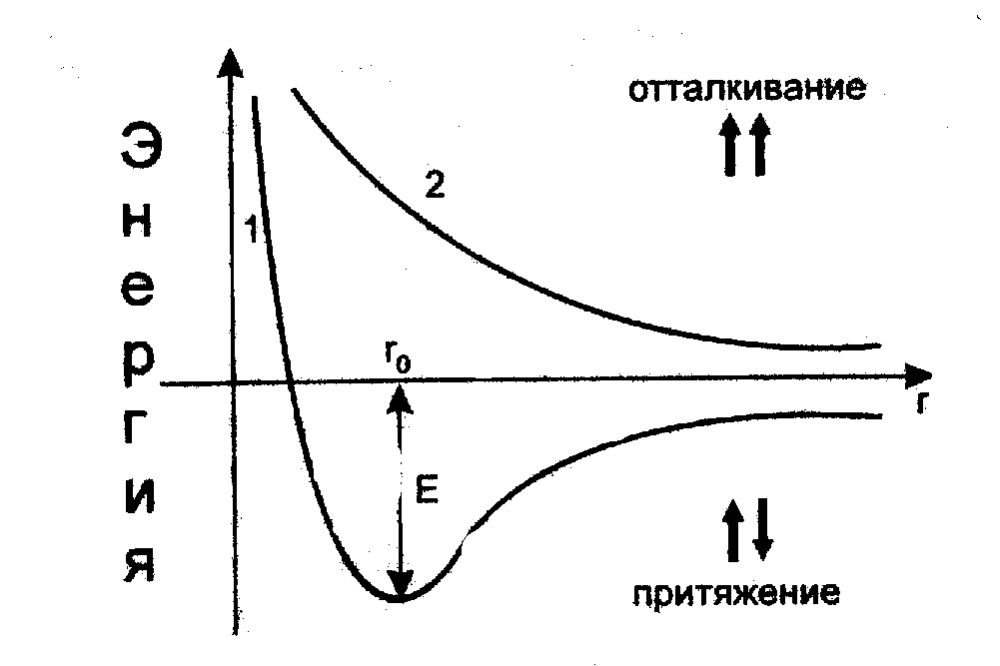 Энергия
отталкивание
2
1
r₀
r
E
притяжение